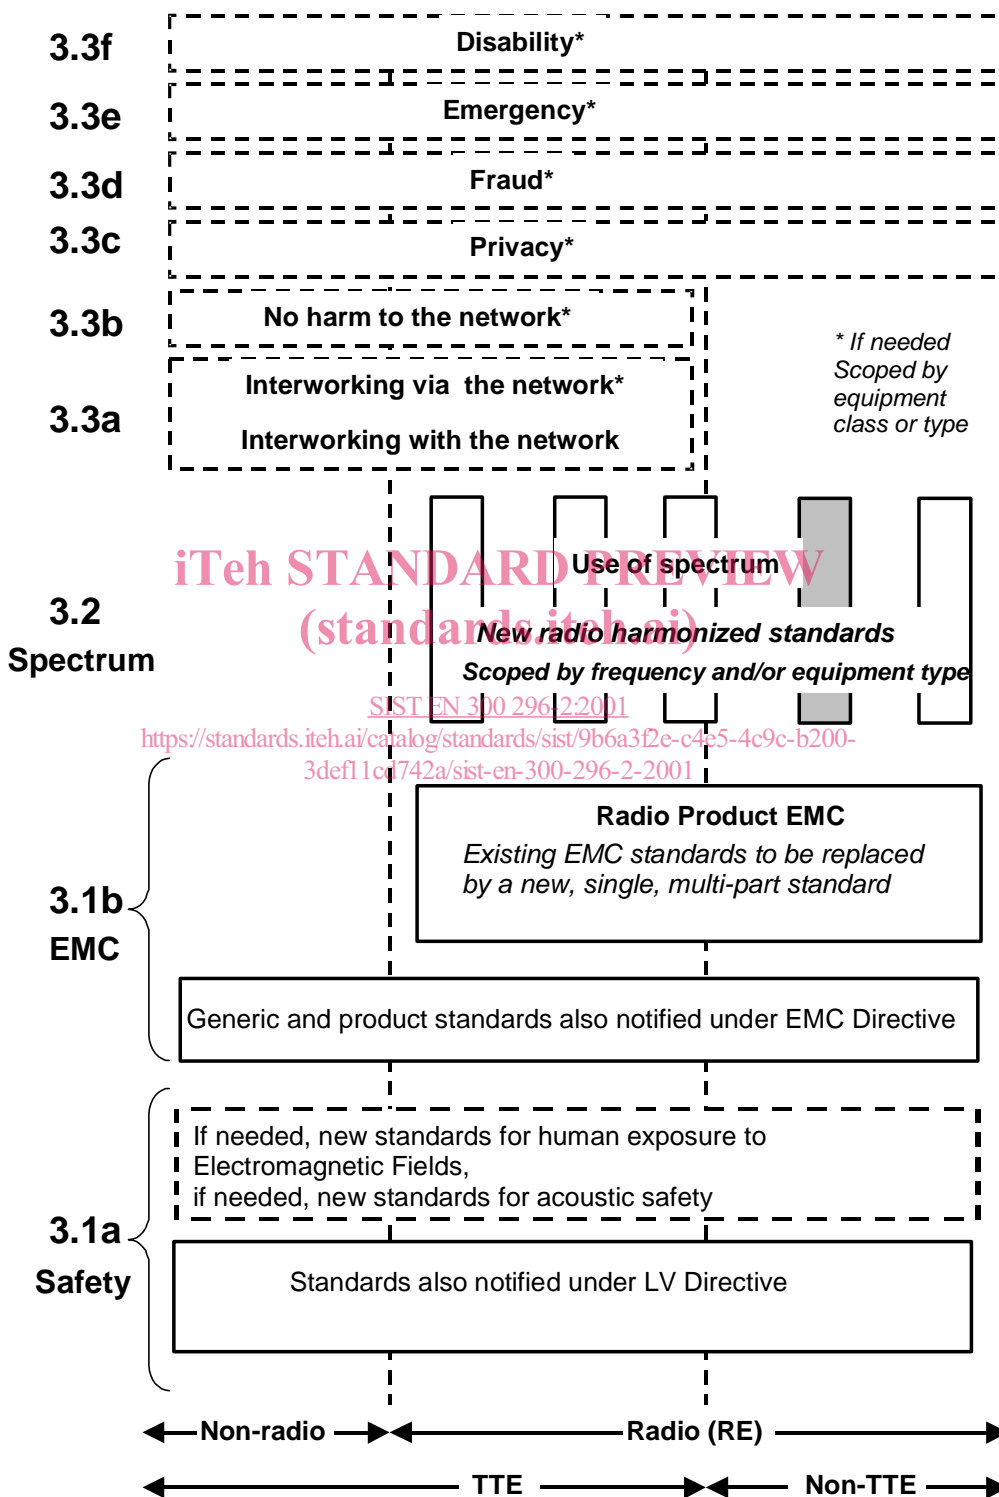 3.3f
Disability*
3.3e
Emergency*
3.3d
Fraud*
3.3c
Privacy*
3.3b
No harm to the network*
* If needed
Scoped by
equipment
class or type
3.3a
Interworking via the network*
Interworking with the network
iTeh STANDARD PREVIEW
(standards.iteh.ai)
Use of spectrum
3.2
Spectrum
New radio harmonized standards
Scoped by frequency and/or equipment type
SIST EN 300 296-2:2001
https://standards.iteh.ai/catalog/standards/sist/9b6a3f2e-c4e5-4c9c-b200-
3def11cd742a/sist-en-300-296-2-2001
Radio Product EMC
Existing EMC standards to be replaced
by a new, single, multi-part standard
3.1b
EMC
Generic and product standards also notified under EMC Directive
If needed, new standards for human exposure to
Electromagnetic Fields,
if needed, new standards for acoustic safety
3.1a
Safety
Standards also notified under LV Directive
Non-radio
Radio (RE)
TTE
Non-TTE